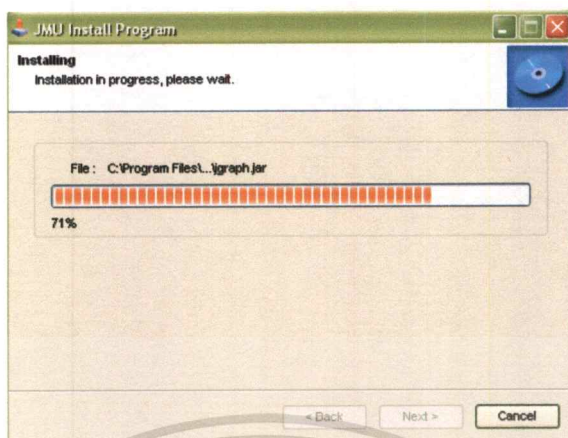 JMU Install Program
Installing
Installation in progress, please wait.
File : C:\Program Files\...\jgraph.jar
71%
< Back Next > Cancel